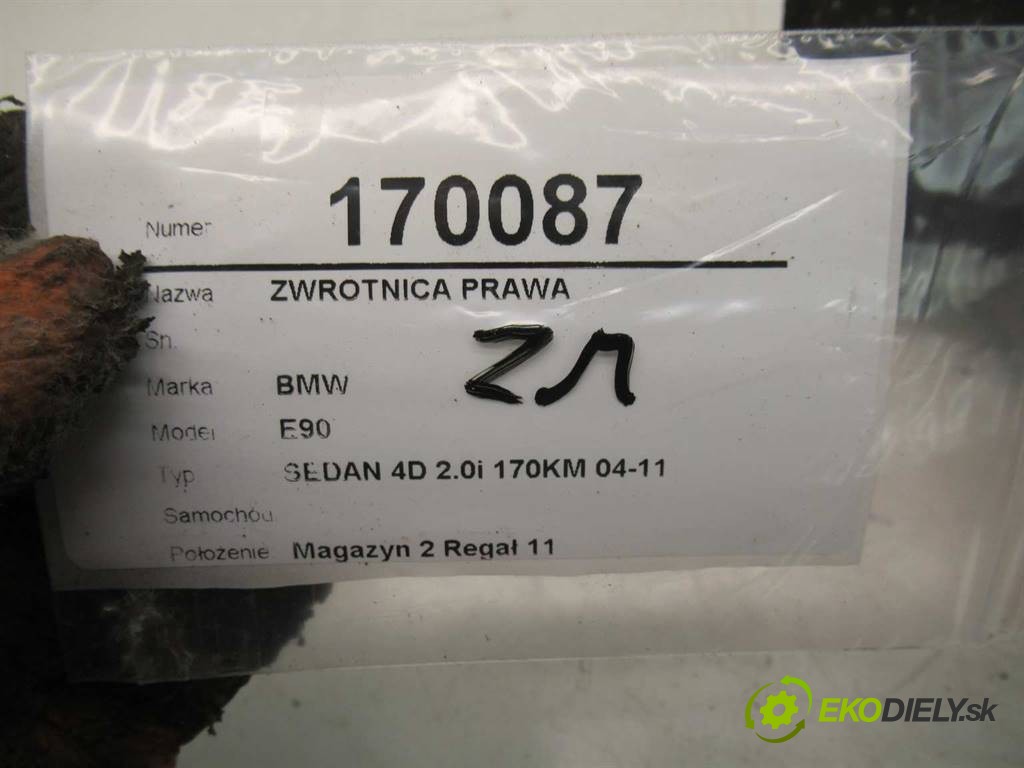 Numer 170087
Nazwa ZWROTNICA PRAWA
Sn.
Marka BMW
Model E90
Typ SEDAN 4D 2.0i 170KM 04-11
Samochód
Położenie Magazyn 2 Regał 11
EKODIELY.sk